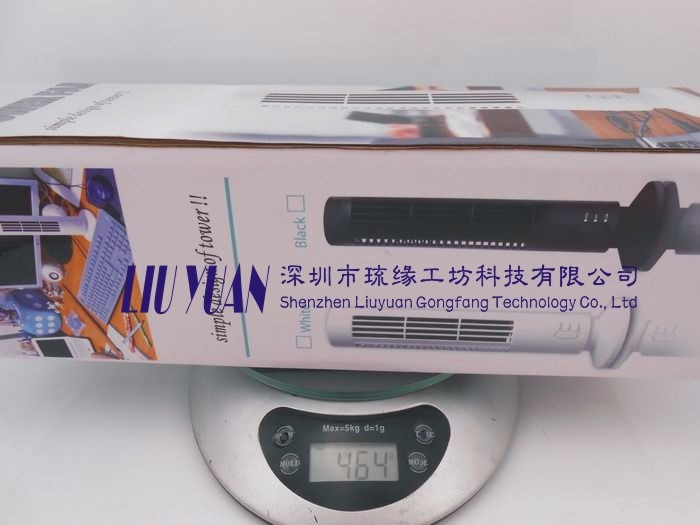 simple design of tower!!
Black
White
LIU YUAN
深圳市琉缘工坊科技有限公司
Shenzhen Liuyuan Gongfang Technology Co., Ltd
Max=5kg d=1g
HOLD
464
MODE